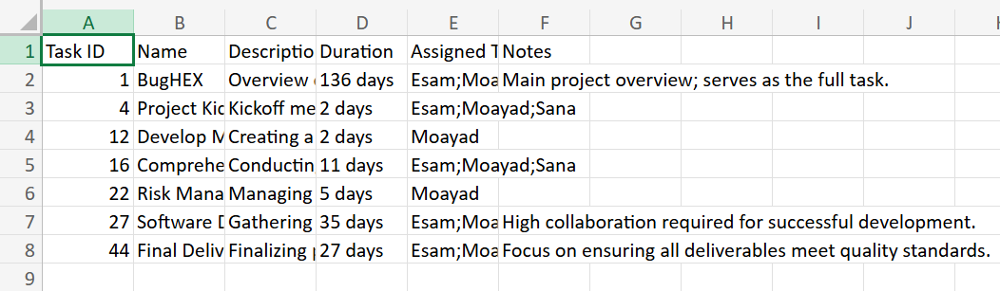 A B C D E F G H I J
1 Task ID Name Descriptio Duration Assigned T Notes
2 1 BugHEX Overview 136 days Esam;Moa Main project overview; serves as the full task.
3 4 Project Kic Kickoff me 2 days Esam;Moayad;Sana
4 12 Develop M Creating a 2 days Moayad
5 16 Comprehe Conductin 11 days Esam;Moayad;Sana
6 22 Risk Mana Managing 5 days Moayad
7 27 Software D Gathering 35 days Esam;Moa High collaboration required for successful development.
8 44 Final Deliv Finalizing 27 days Esam;Moa Focus on ensuring all deliverables meet quality standards.
9